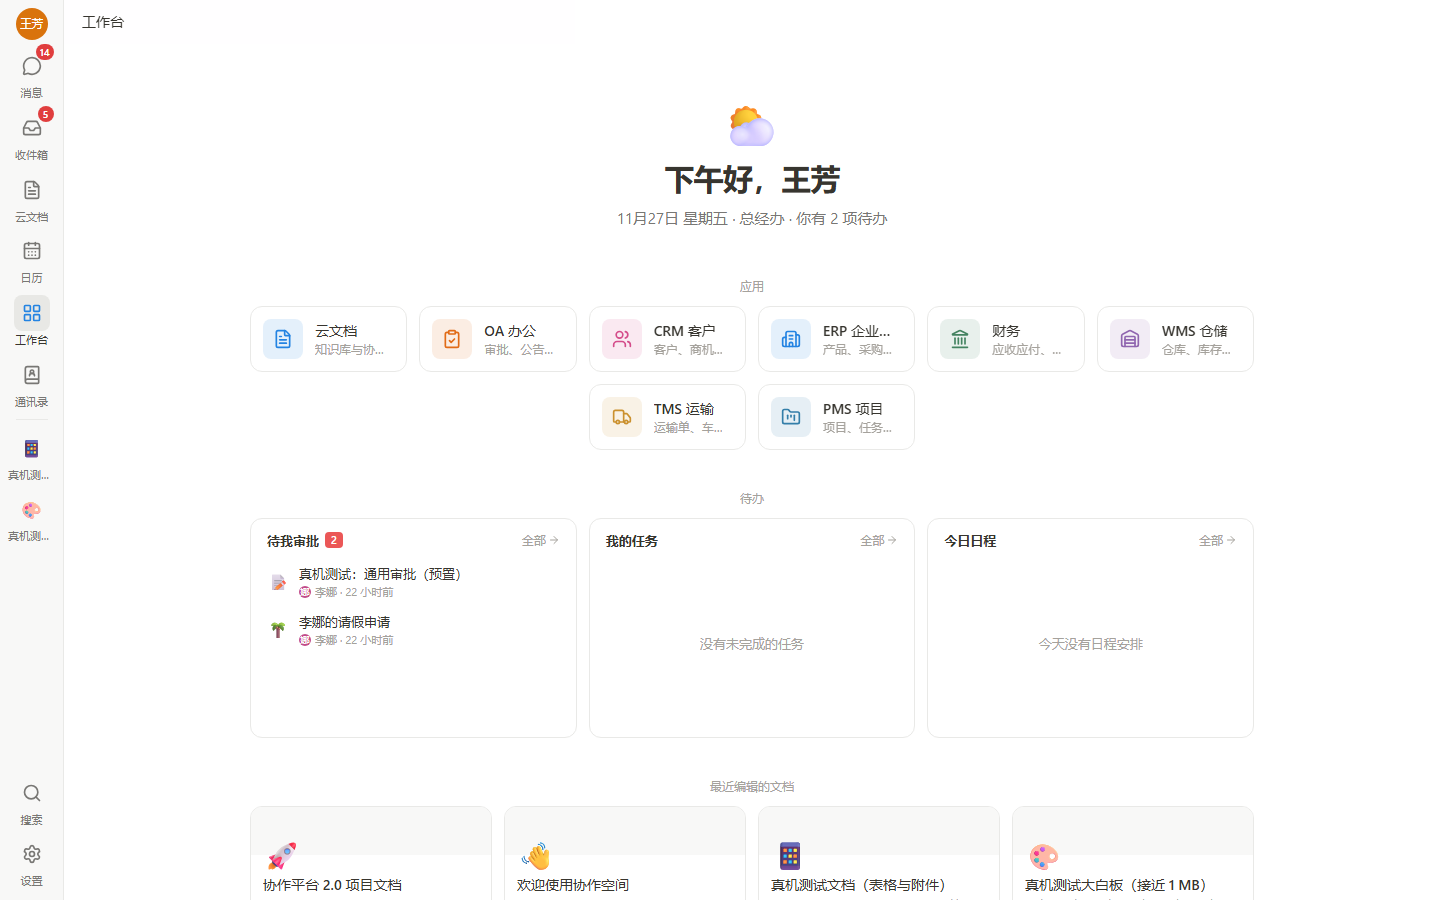 王芳
工作台
14
消息
5
收件箱
云文档
日历
工作台
通讯录
真机测...
真机测...
搜索
设置
下午好，王芳
11月27日 星期五 · 总经办 · 你有 2 项待办
应用
云文档
知识库与协...
OA 办公
审批、公告...
CRM 客户
客户、商机...
ERP 企业...
产品、采购...
财务
应收应付、...
WMS 仓储
仓库、库存...
TMS 运输
运输单、车...
PMS 项目
项目、任务...
待办
待我审批 2
全部
真机测试：通用审批（预置）
李娜 · 22 小时前
李娜的请假申请
李娜 · 22 小时前
我的任务
全部
没有未完成的任务
今日日程
全部
今天没有日程安排
最近编辑的文档
协作平台 2.0 项目文档
欢迎使用协作空间
真机测试文档（表格与附件）
真机测试大白板（接近 1 MB）